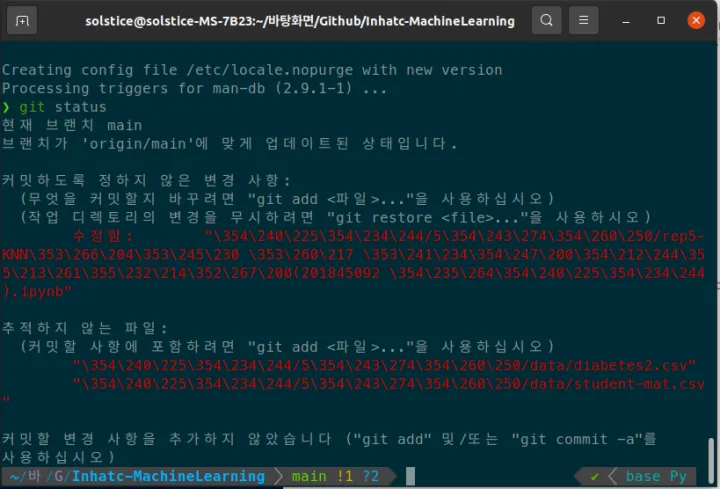 solstice@solstice-MS-7B23:~/바탕화면/Github/Inhatc-MachineLearning
Creating config file /etc/locale.nopurge with new version
Processing triggers for man-db (2.9.1-1) ...
❯ git status
현재 브랜치 main
브랜치가 'origin/main'에 맞게 업데이트된 상태입니다.
커밋하도록 정하지 않은 변경 사항:
(무엇을 커밋할지 바꾸려면 "git add <파일>..."을 사용하십시오)
(작업 디렉토리의 변경을 무시하려면 "git restore <file>..."을 사용하십시오)
수정함: "\354\240\225\354\234\244/5\354\243\274\354\260\250/rep5-
KNN\353\266\204\353\245\230 \353\260\217 \353\241\234\354\247\200\354\212\244\35
5\213\261\355\232\214\352\267\200(201845092 \354\235\264\354\240\225\354\234\244
).ipynb"
추적하지 않는 파일:
(커밋할 사항에 포함하려면 "git add <파일>..."을 사용하십시오)
"\354\240\225\354\234\244/5\354\243\274\354\260\250/data/diabetes2.csv"
"\354\240\225\354\234\244/5\354\243\274\354\260\250/data/student-mat.csv
"
커밋할 변경 사항을 추가하지 않았습니다 ("git add" 및/또는 "git commit -a"를
사용하십시오)
~/바/G/Inhatc-MachineLearning main !1 ?2 ✔ base Py